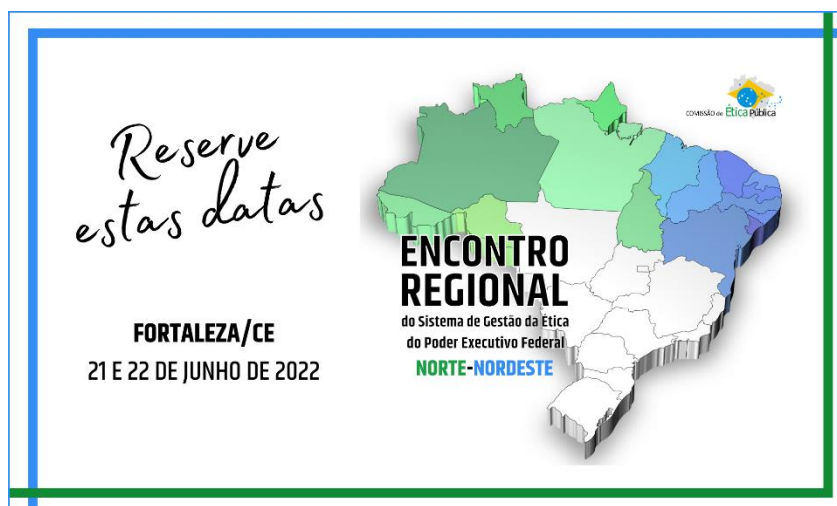 Reserve
estas datas
FORTALEZA/CE
21 E 22 DE JUNHO DE 2022
COMISSÃO de Ética Pública
ENCONTRO
REGIONAL
do Sistema de Gestão da Ética
do Poder Executivo Federal
NORTE-NORDESTE